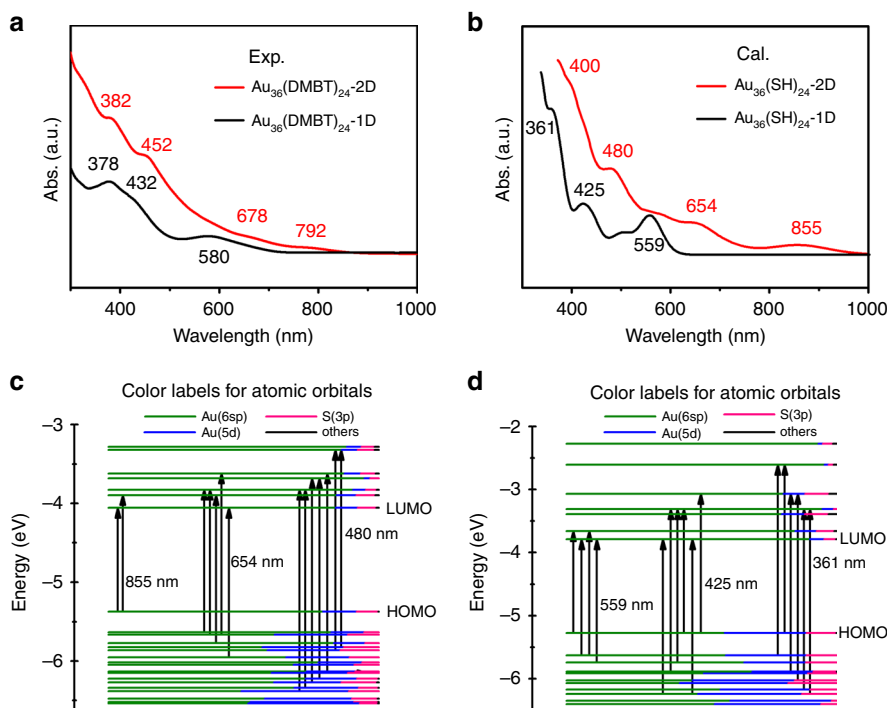 a
Exp.
Au36(DMBT)24-2D
Au36(DMBT)24-1D
382
452
378
432
678
792
580
Abs. (a.u.)
400 600 800 1000
Wavelength (nm)
b
Cal.
Au36(SH)24-2D
Au36(SH)24-1D
400
361
480
425
654
559
855
Abs. (a.u.)
400 600 800 1000
Wavelength (nm)
c
Color labels for atomic orbitals
Au(6sp) S(3p)
Au(5d) others
–3
–4
–5
–6
Energy (eV)
LUMO
HOMO
855 nm
654 nm
480 nm
d
Color labels for atomic orbitals
Au(6sp) S(3p)
Au(5d) others
–2
–3
–4
–5
–6
Energy (eV)
LUMO
HOMO
559 nm
425 nm
361 nm